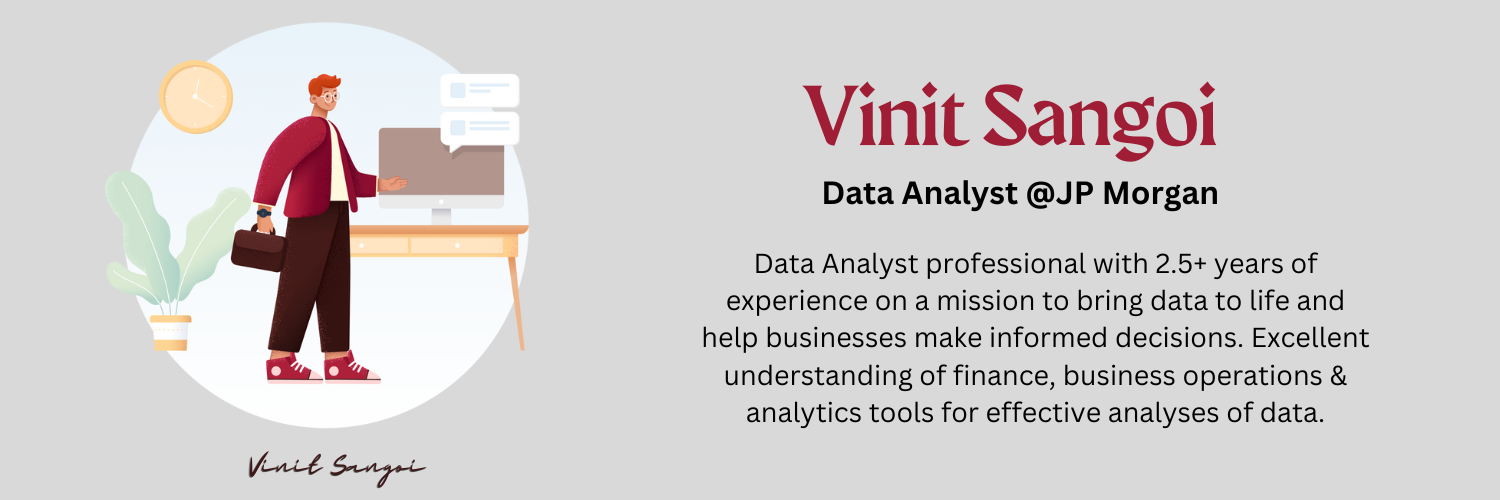 Vinit Sangoi
Data Analyst @JP Morgan
Data Analyst professional with 2.5+ years of
experience on a mission to bring data to life and
help businesses make informed decisions. Excellent
understanding of finance, business operations &
analytics tools for effective analyses of data.
Vinit Sangoi